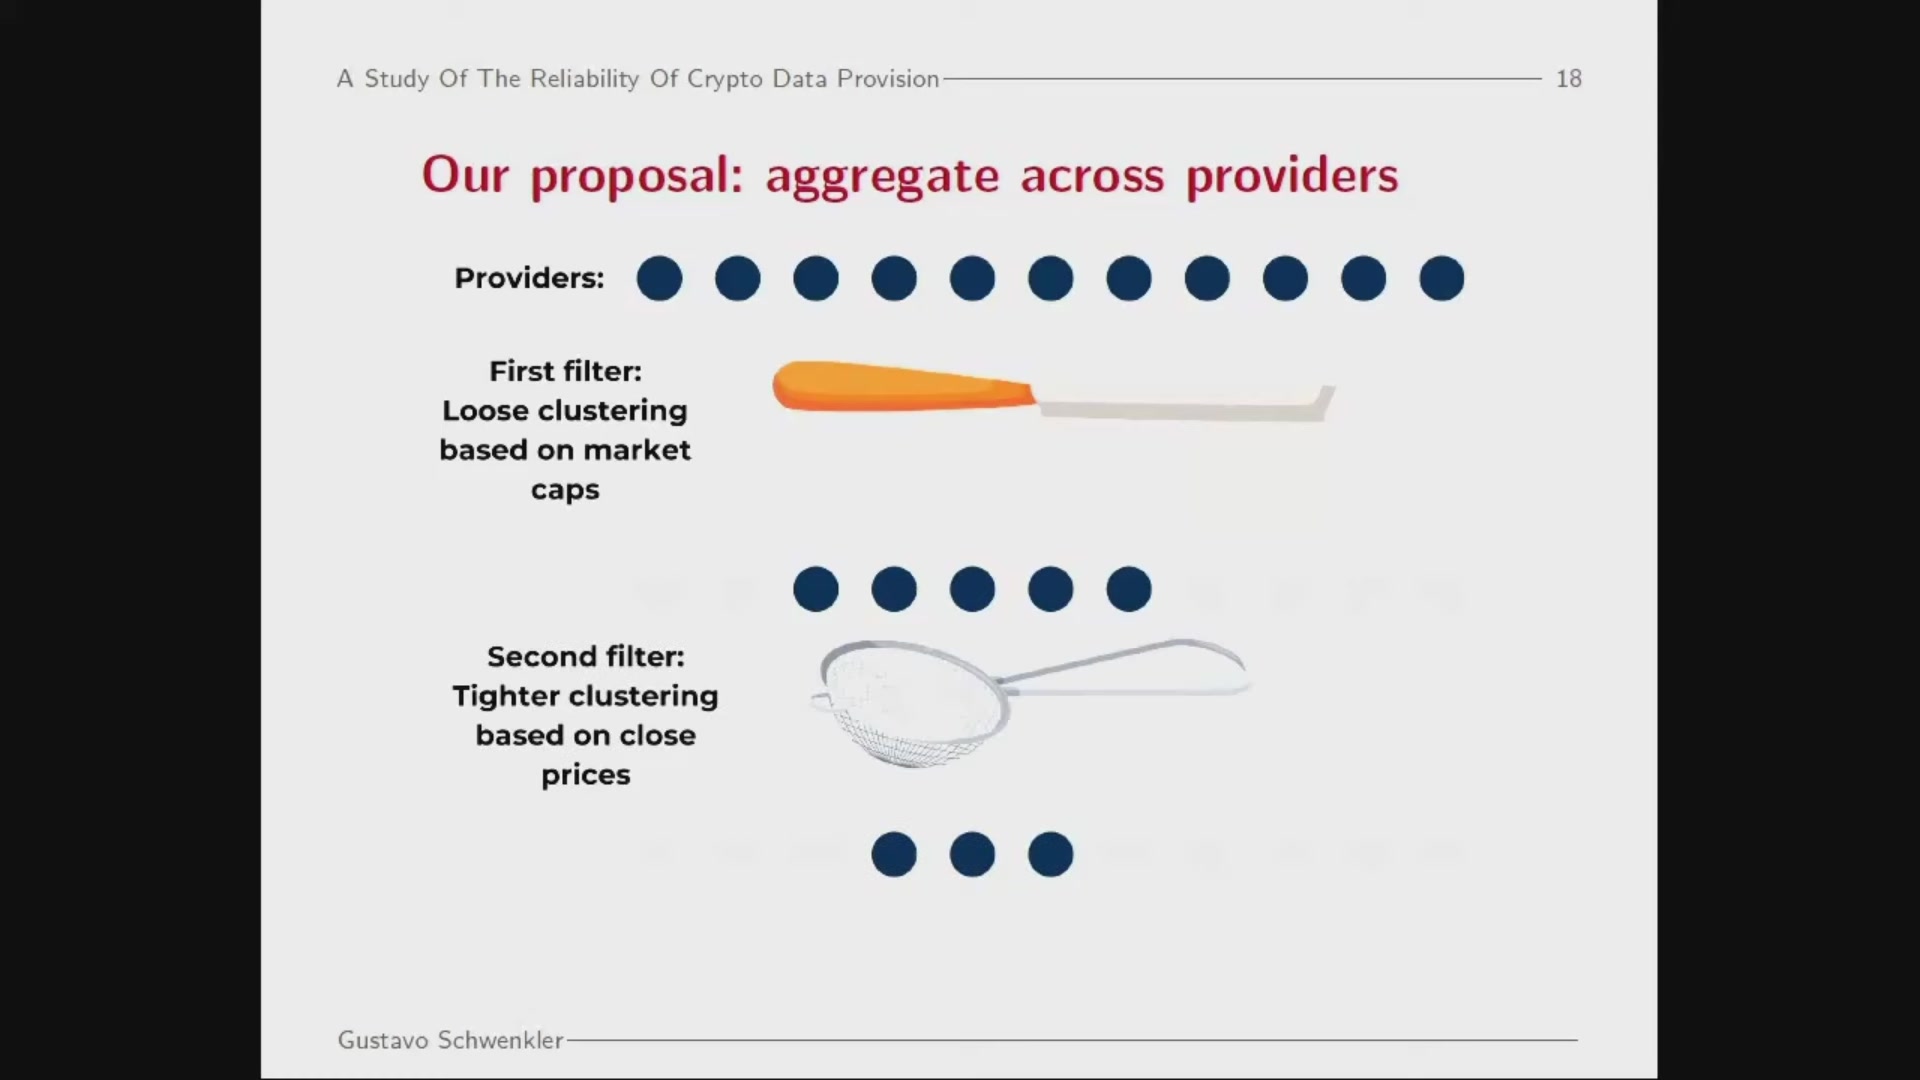 A Study Of The Reliability Of Crypto Data Provision 18
Our proposal: aggregate across providers
Providers:
First filter:
Loose clustering
based on market
caps
Second filter:
Tighter clustering
based on close
prices
Gustavo Schwenkler